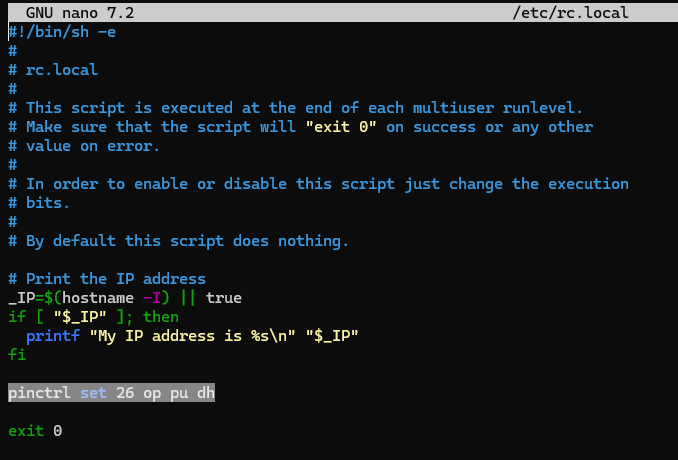 GNU nano 7.2 /etc/rc.local
#!/bin/sh -e
#
# rc.local
#
# This script is executed at the end of each multiuser runlevel.
# Make sure that the script will "exit 0" on success or any other
# value on error.
#
# In order to enable or disable this script just change the execution
# bits.
#
# By default this script does nothing.

# Print the IP address
_IP=$(hostname -I) || true
if [ "$_IP" ]; then
  printf "My IP address is %s\n" "$_IP"
fi

pinctrl set 26 op pu dh

exit 0